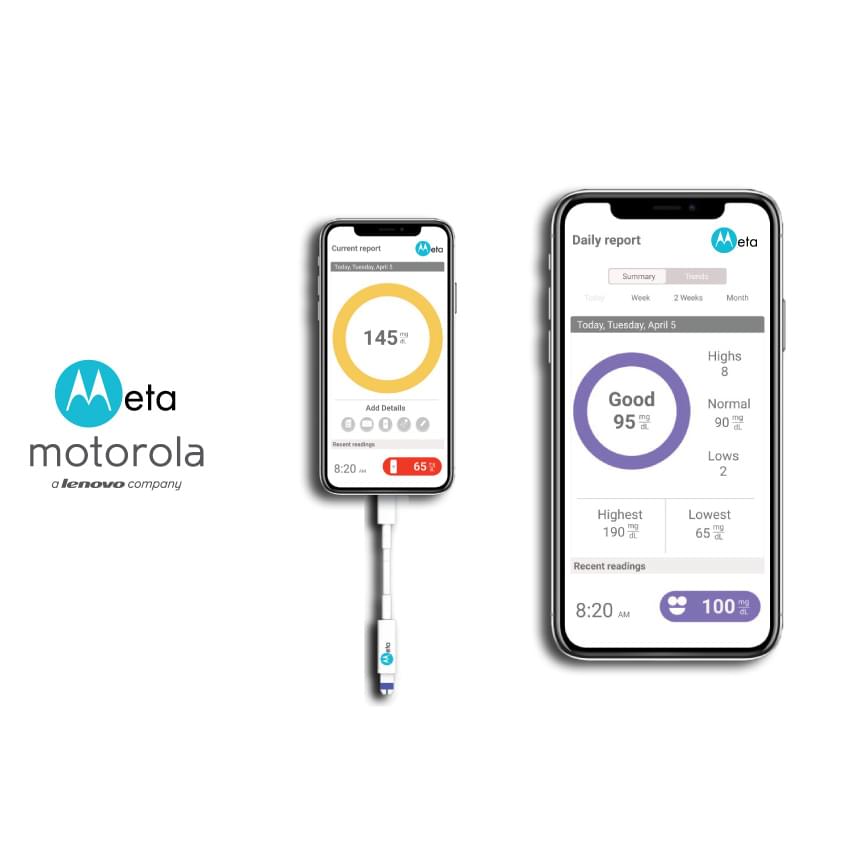 Meta
motorola
a lenovo company
Current report
Meta
Today, Tuesday, April 5
145 mg dL
Add Details
Recent readings
8:20 AM
65 mg dL
Meta
Daily report
Meta
Summary Trends
Today Week 2 Weeks Month
Today, Tuesday, April 5
Good
95 mg dL
Highs
8
Normal
90 mg dL
Lows
2
Highest
190 mg dL
Lowest
65 mg dL
Recent readings
8:20 AM
100 mg dL